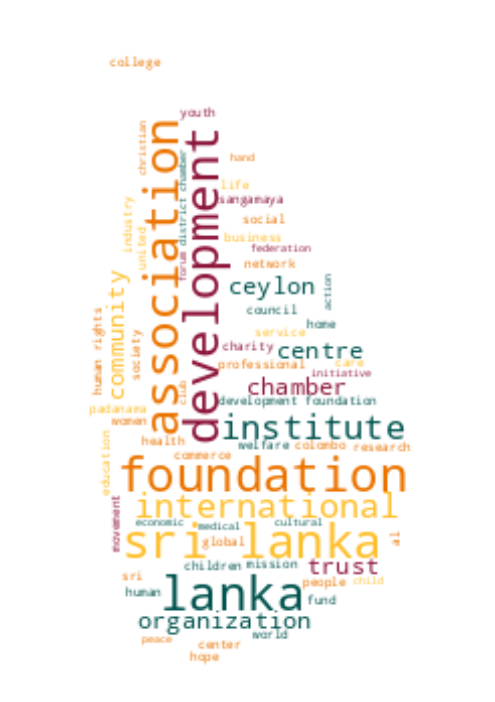 college
youth
christian
association
development
district chamber
forum
hand
life
sangamaya
industry
united
social
business
federation
network
community
ceylon
action
council
home
human rights
society
service
charity
centre
professional
care
initiative
club
chamber
padanama
women
development foundation
institute
health
welfare
colombo
research
education
commerce
foundation
international
movement
economic
medical
cultural
sri lanka
global
al
children
mission
trust
sri
people
child
human
lanka
fund
organization
world
peace
center
hope